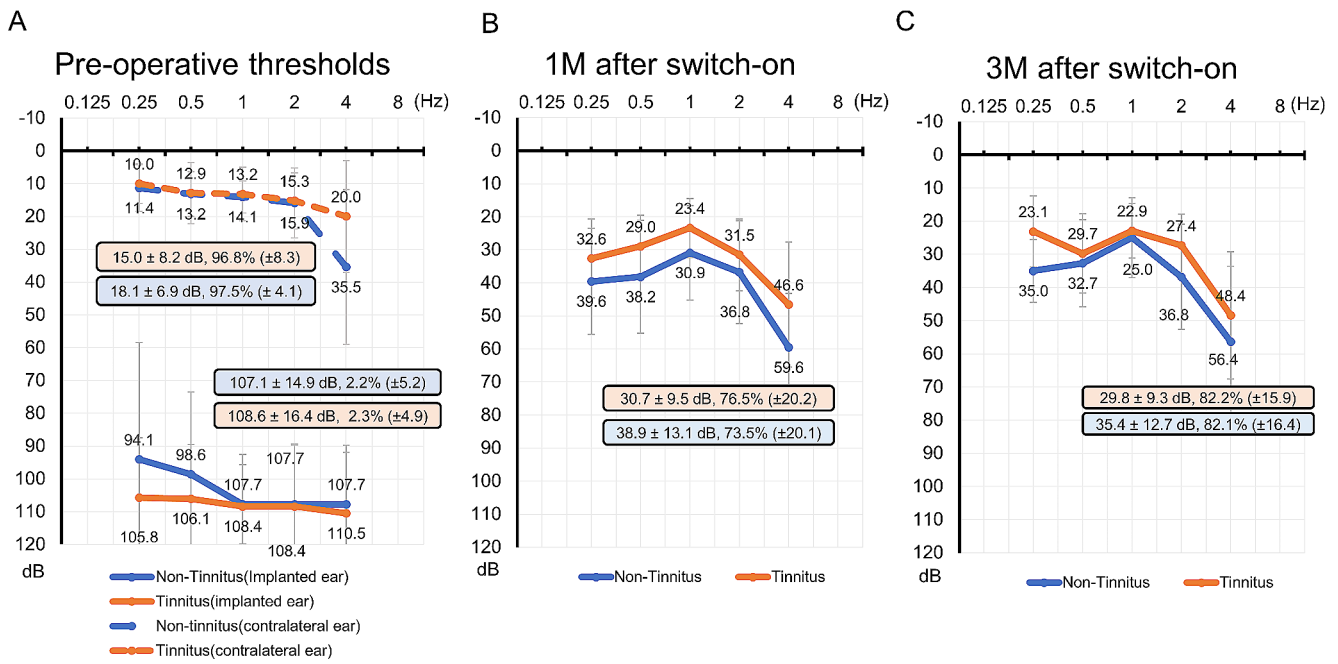 A
Pre-operative thresholds
0.125 0.25 0.5 1 2 4 8 (Hz)
-10
0
10
20
30
40
50
60
70
80
90
100
110
120
dB
10.0 12.9 13.2 15.3 20.0
11.4 13.2 14.1 15.9 35.5
15.0 ± 8.2 dB, 96.8% (±8.3)
18.1 ± 6.9 dB, 97.5% (± 4.1)
107.1 ± 14.9 dB, 2.2% (±5.2)
108.6 ± 16.4 dB, 2.3% (±4.9)
94.1 98.6 107.7 107.7 107.7
105.8 106.1 108.4 108.4 110.5
Non-Tinnitus(Implanted ear)
Tinnitus(implanted ear)
Non-tinnitus(contralateral ear)
Tinnitus(contralateral ear)
B
1M after switch-on
0.125 0.25 0.5 1 2 4 8 (Hz)
-10
0
10
20
30
40
50
60
70
80
90
100
110
120
dB
32.6 29.0 23.4 31.5 46.6
39.6 38.2 30.9 36.8 59.6
30.7 ± 9.5 dB, 76.5% (±20.2)
38.9 ± 13.1 dB, 73.5% (±20.1)
Non-Tinnitus Tinnitus
C
3M after switch-on
0.125 0.25 0.5 1 2 4 8 (Hz)
-10
0
10
20
30
40
50
60
70
80
90
100
110
120
dB
23.1 29.7 22.9 27.4 48.4
35.0 32.7 25.0 36.8 56.4
29.8 ± 9.3 dB, 82.2% (±15.9)
35.4 ± 12.7 dB, 82.1% (±16.4)
Non-Tinnitus Tinnitus